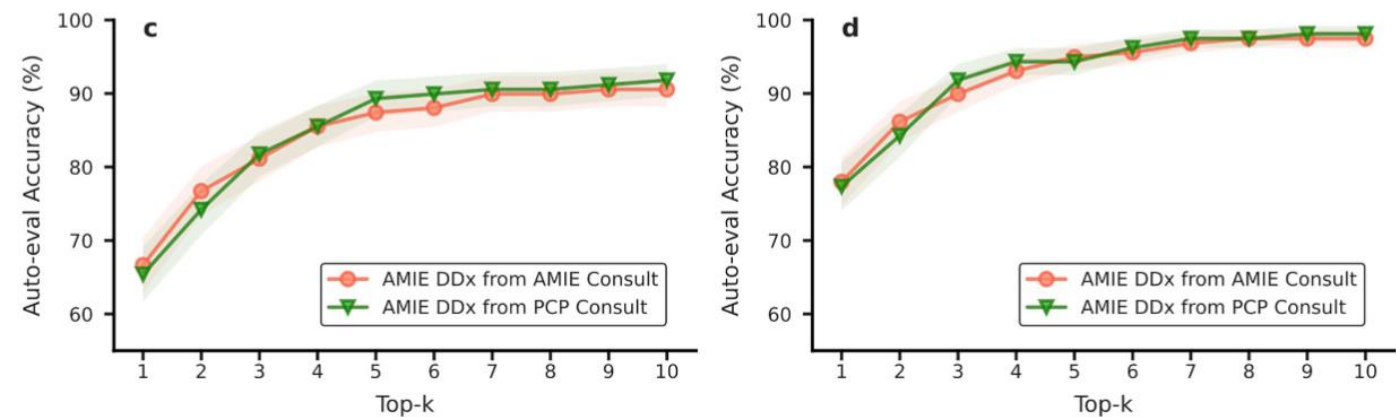 c
Auto-eval Accuracy (%)
100
90
80
70
60
AMIE DDx from AMIE Consult
AMIE DDx from PCP Consult
1 2 3 4 5 6 7 8 9 10
Top-k
d
Auto-eval Accuracy (%)
100
90
80
70
60
AMIE DDx from AMIE Consult
AMIE DDx from PCP Consult
1 2 3 4 5 6 7 8 9 10
Top-k